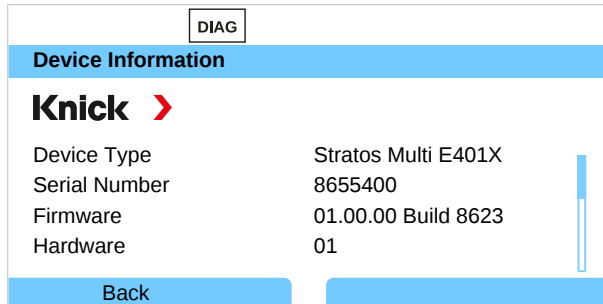 DIAG
Device Information
Knick
Device Type Stratos Multi E401X
Serial Number 8655400
Firmware 01.00.00 Build 8623
Hardware 01
Back